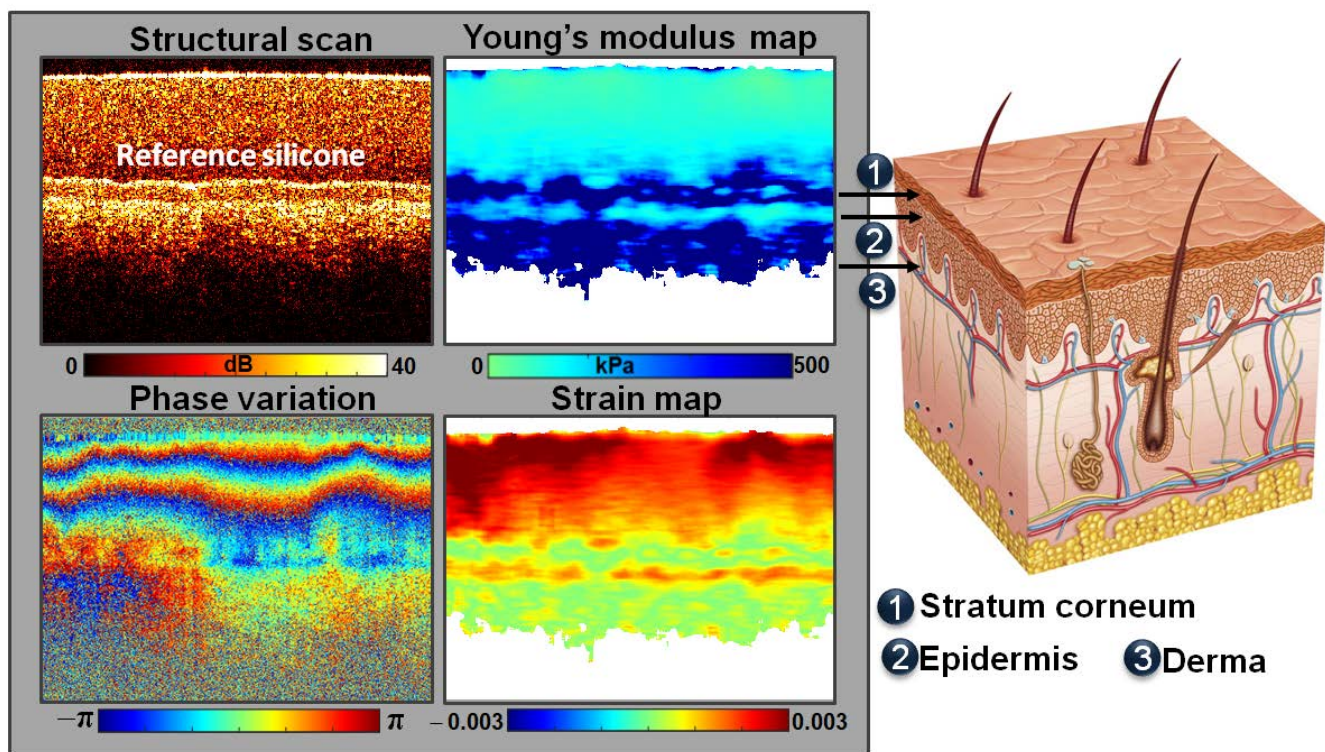 Structural scan
Young's modulus map
Reference silicone
0 dB 40
0 kPa 500
Phase variation
Strain map
−π π
− 0.003 0.003
1
2
3
1 Stratum corneum
2 Epidermis 3 Derma